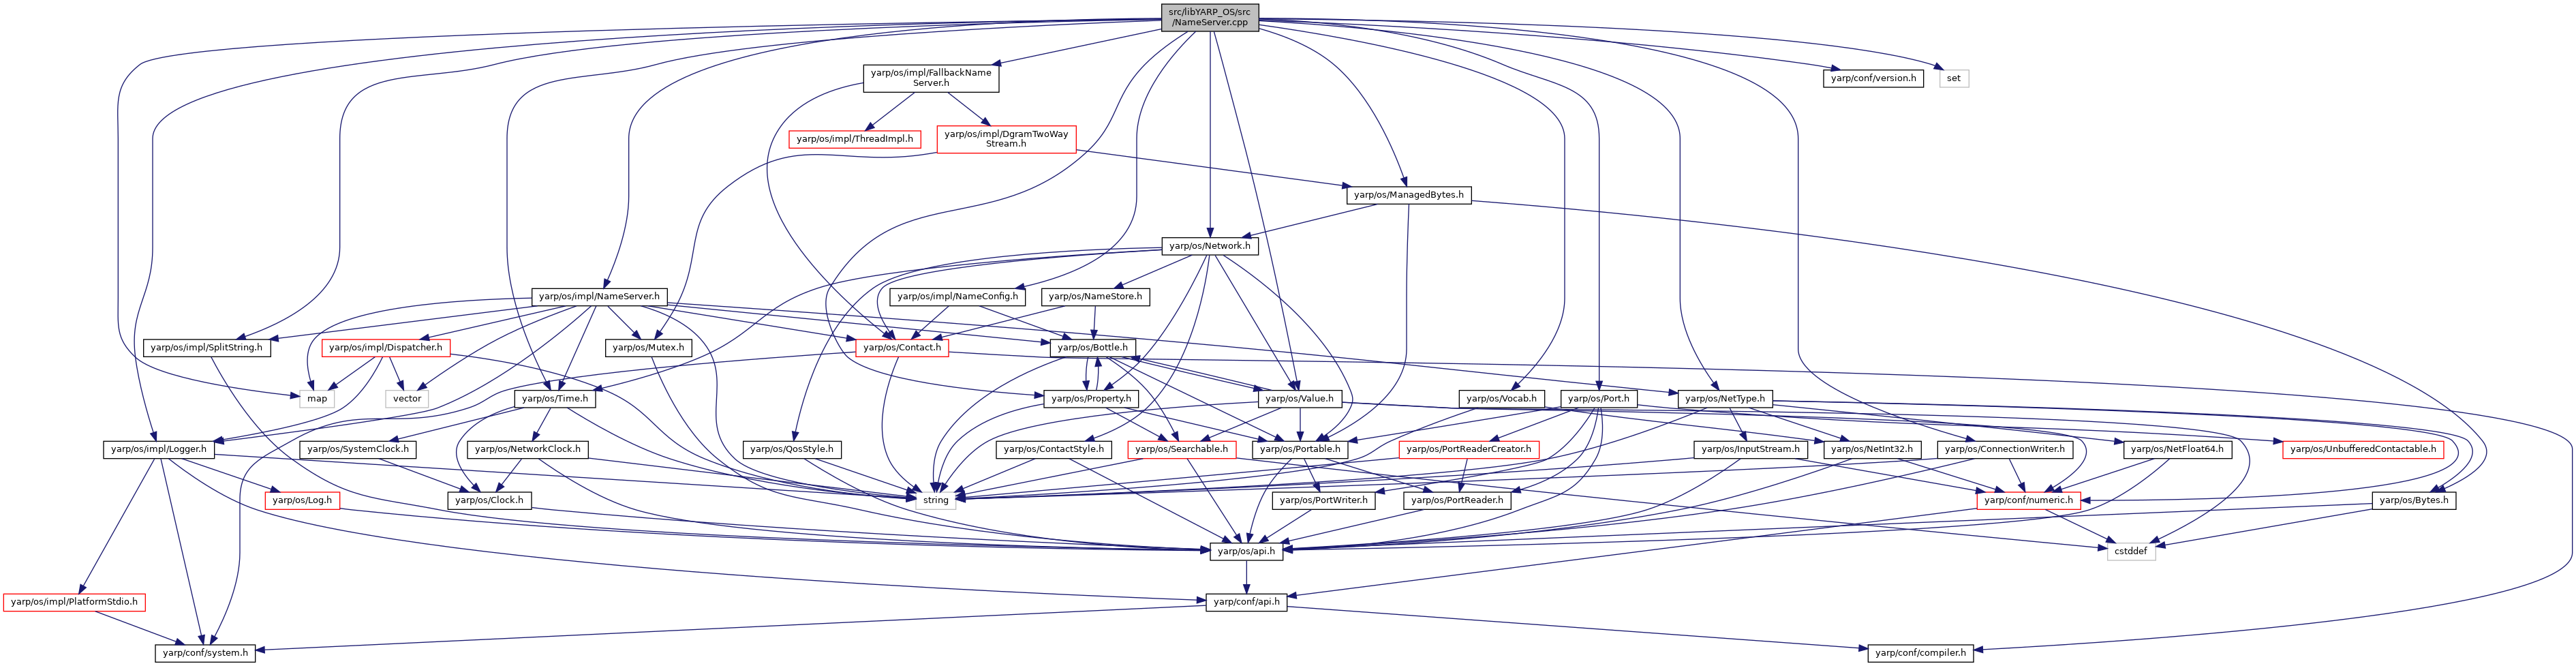 src/libYARP_OS/src
/NameServer.cpp
yarp/os/impl/FallbackName
Server.h
yarp/conf/version.h
set
yarp/os/impl/ThreadImpl.h
yarp/os/impl/DgramTwoWay
Stream.h
yarp/os/ManagedBytes.h
yarp/os/Network.h
yarp/os/impl/NameServer.h
yarp/os/impl/NameConfig.h
yarp/os/NameStore.h
yarp/os/impl/SplitString.h
yarp/os/impl/Dispatcher.h
yarp/os/Mutex.h
yarp/os/Contact.h
yarp/os/Bottle.h
map
vector
yarp/os/Time.h
yarp/os/Property.h
yarp/os/Value.h
yarp/os/Vocab.h
yarp/os/Port.h
yarp/os/NetType.h
yarp/os/impl/Logger.h
yarp/os/SystemClock.h
yarp/os/NetworkClock.h
yarp/os/QosStyle.h
yarp/os/ContactStyle.h
yarp/os/Searchable.h
yarp/os/Portable.h
yarp/os/PortReaderCreator.h
yarp/os/InputStream.h
yarp/os/NetInt32.h
yarp/os/ConnectionWriter.h
yarp/os/NetFloat64.h
yarp/os/UnbufferedContactable.h
yarp/os/Log.h
yarp/os/Clock.h
string
yarp/os/PortWriter.h
yarp/os/PortReader.h
yarp/conf/numeric.h
yarp/os/Bytes.h
yarp/os/api.h
cstddef
yarp/os/impl/PlatformStdio.h
yarp/conf/api.h
yarp/conf/system.h
yarp/conf/compiler.h